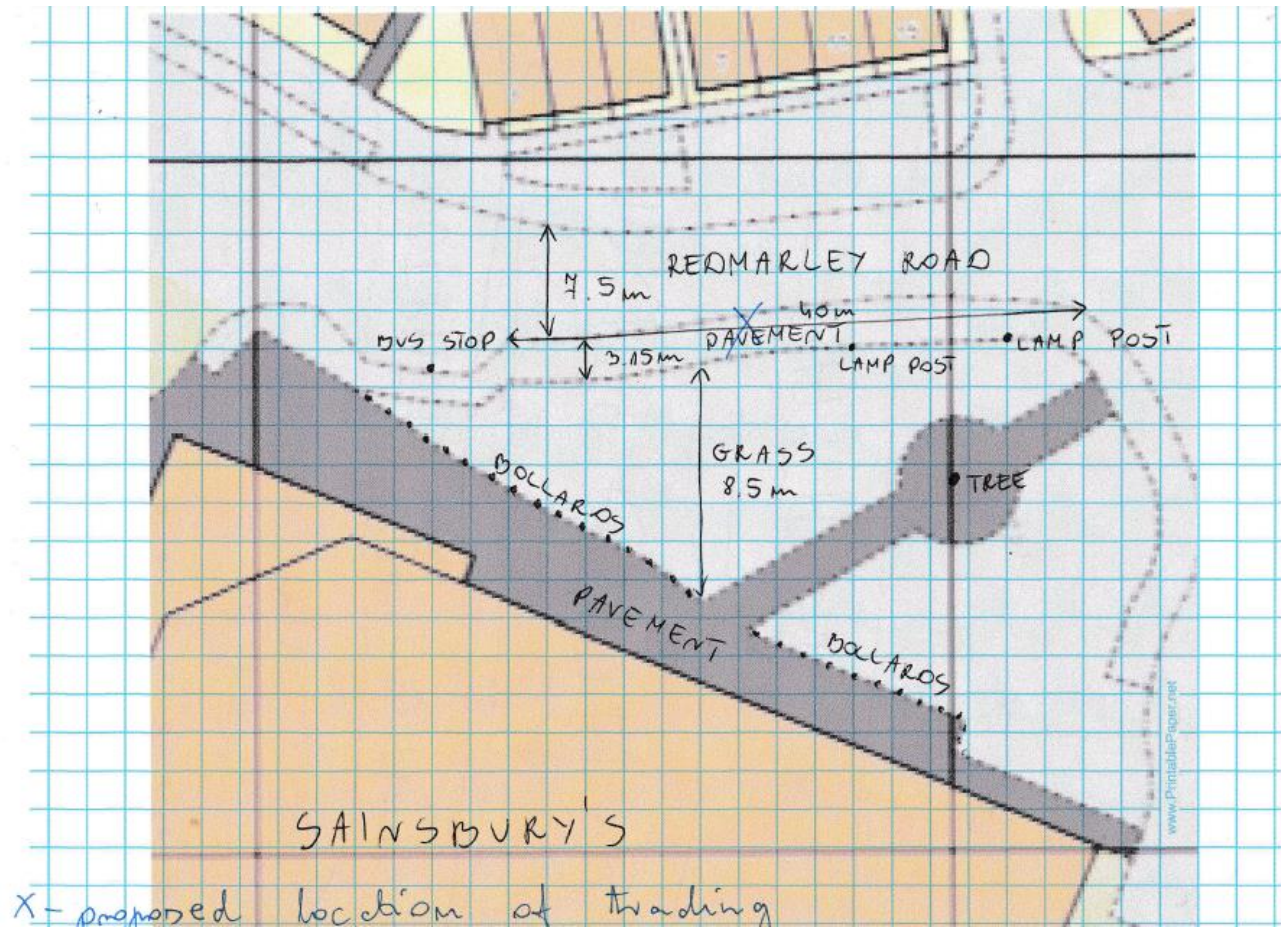 REDMARLEY ROAD
7.5m
40m
BUS STOP
PAVEMENT
3.15m
LAMP POST
LAMP POST
GRASS
8.5m
TREE
BOLLARDS
PAVEMENT
BOLLARDS
www.PrintablePaper.net
SAINSBURY'S
X - proposed location of trading